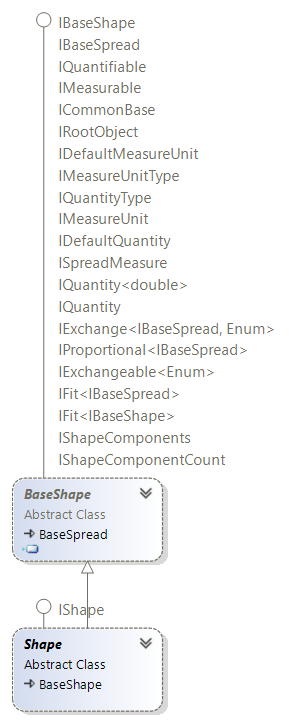 IBaseShape
IBaseSpread
IQuantifiable
IMeasurable
ICommonBase
IRootObject
IDefaultMeasureUnit
IMeasureUnitType
IQuantityType
IMeasureUnit
IDefaultQuantity
ISpreadMeasure
IQuantity<double>
IQuantity
IExchange<IBaseSpread, Enum>
IProportional<IBaseSpread>
IExchangeable<Enum>
IFit<IBaseSpread>
IFit<IBaseShape>
IShapeComponents
IShapeComponentCount
BaseShape
Abstract Class
BaseSpread
IShape
Shape
Abstract Class
BaseShape